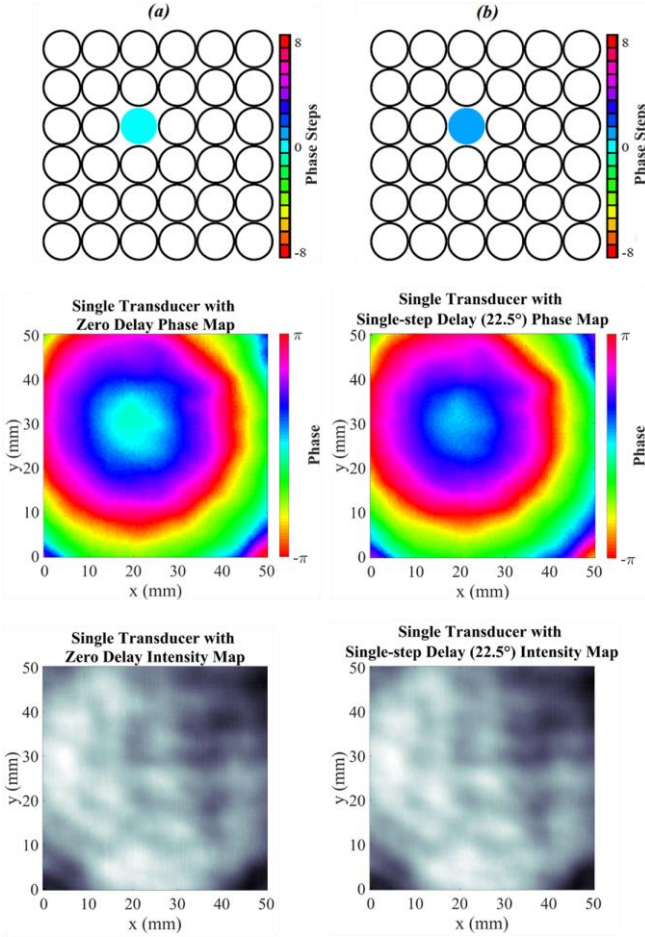 (a)
(b)
8
0
-8
Phase Steps
8
0
-8
Phase Steps
Single Transducer with
Zero Delay Phase Map
Single Transducer with
Single-step Delay (22.5°) Phase Map
50
40
30
20
10
0
y (mm)
0 10 20 30 40 50
x (mm)
π
-π
Phase
50
40
30
20
10
0
y (mm)
0 10 20 30 40 50
x (mm)
π
-π
Phase
Single Transducer with
Zero Delay Intensity Map
Single Transducer with
Single-step Delay (22.5°) Intensity Map
50
40
30
20
10
0
y (mm)
0 10 20 30 40 50
x (mm)
50
40
30
20
10
0
y (mm)
0 10 20 30 40 50
x (mm)